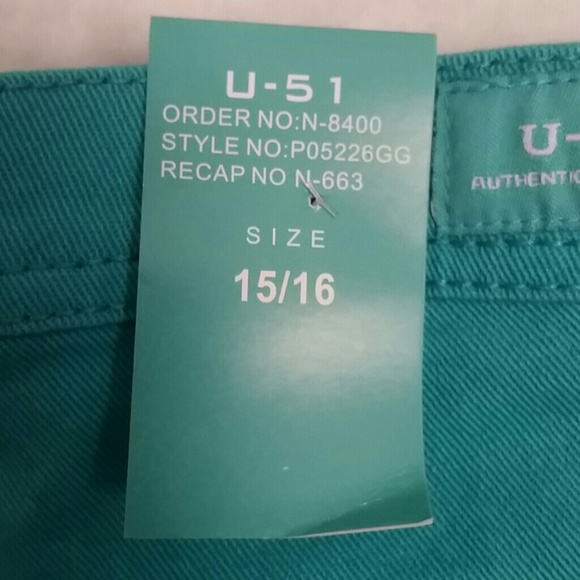 U-51
ORDER NO:N-8400
STYLE NO:P05226GG
RECAP NO N-663
SIZE
15/16
U-
AUTHENTIC